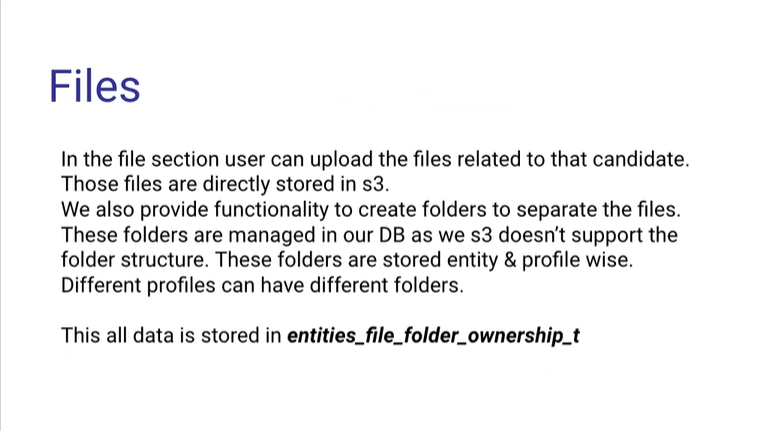 Files
In the file section user can upload the files related to that candidate.
Those files are directly stored in s3.
We also provide functionality to create folders to separate the files.
These folders are managed in our DB as we s3 doesn't support the
folder structure. These folders are stored entity & profile wise.
Different profiles can have different folders.
This all data is stored in entities_file_folder_ownership_t